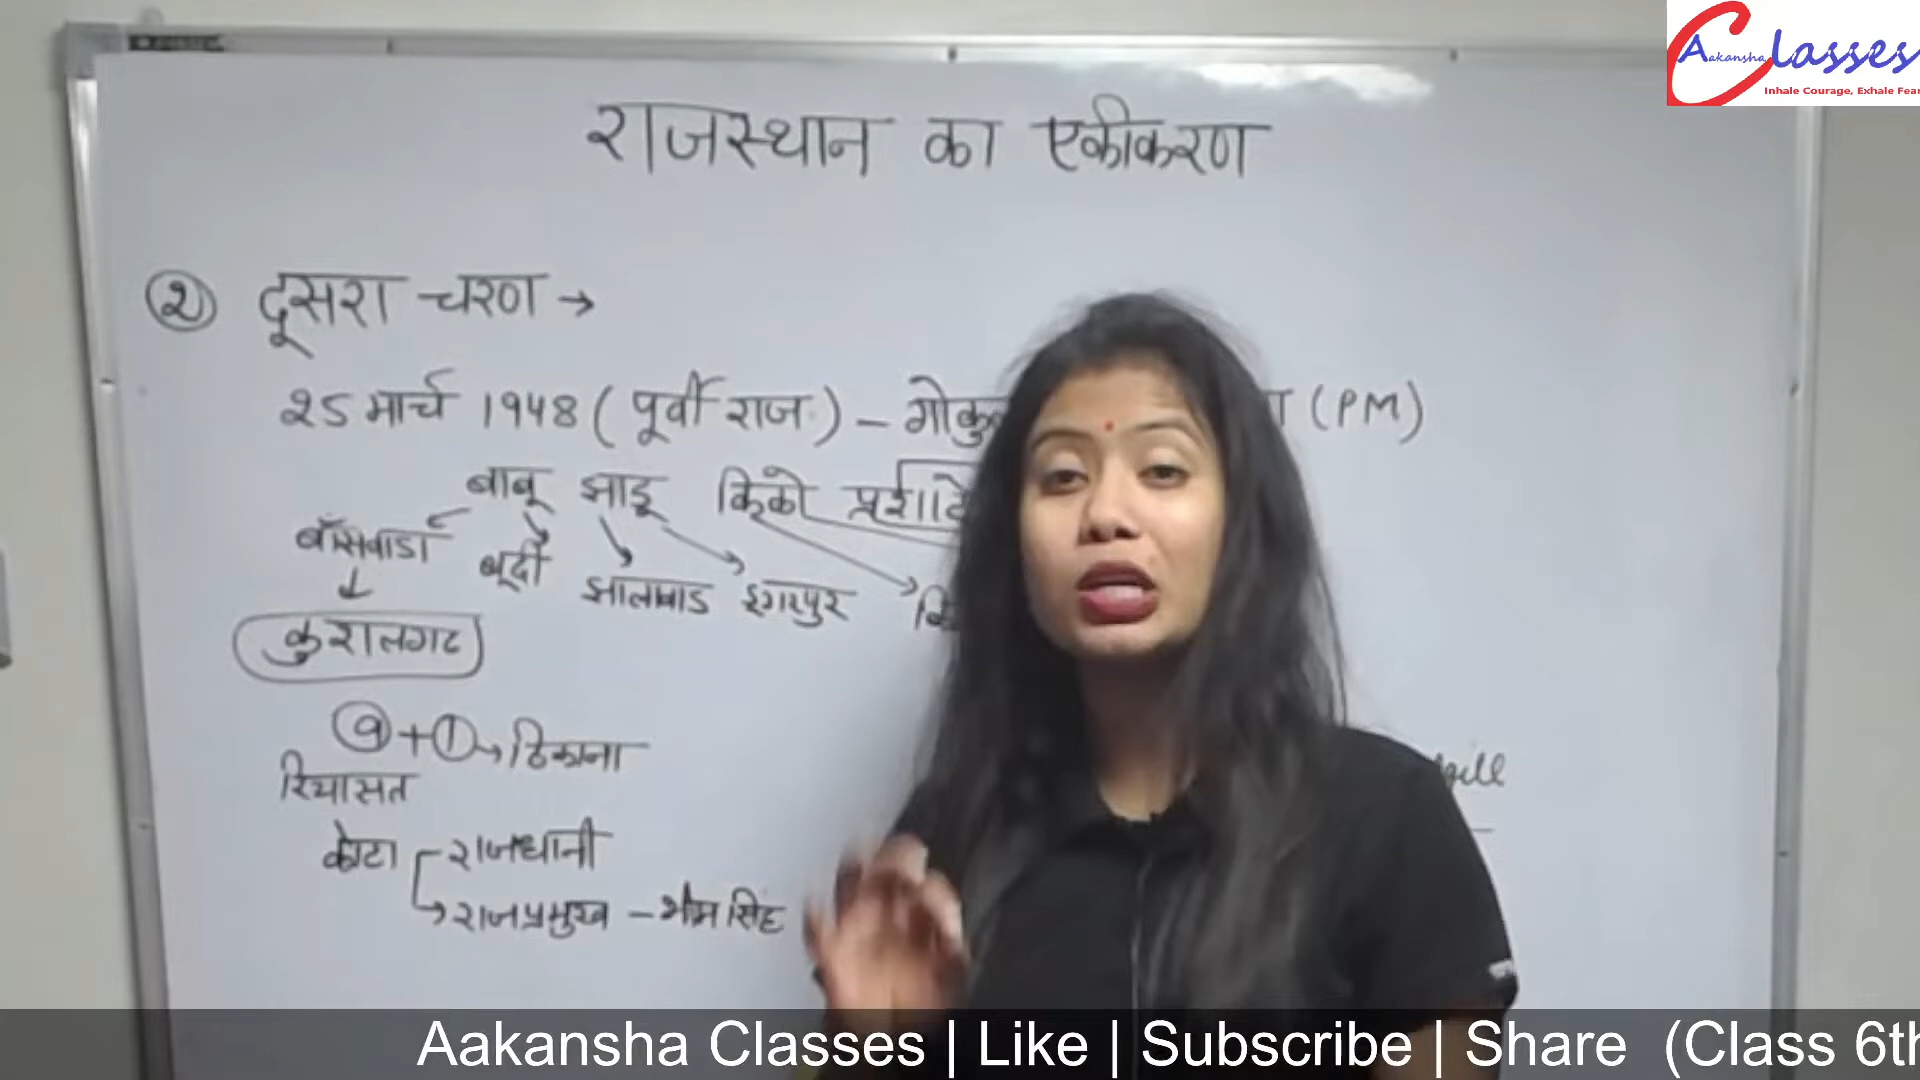 Aakansha Classes
Inhale Courage, Exhale Fear
राजस्थान का एकीकरण
२ दूसरा चरण →
25 मार्च 1948 (पूर्वी राज.) - गोकु (PM)
बाबू झाडू किको प्रशा
बाँसवाडा बूंदी झालावाड डूंगरपुर कि
कुशलगढ
9 + 1 → ठिकाना
रियासत
कोटा - राजधानी
→ राजप्रमुख - भीम सिंह
Aakansha Classes | Like | Subscribe | Share (Class 6th